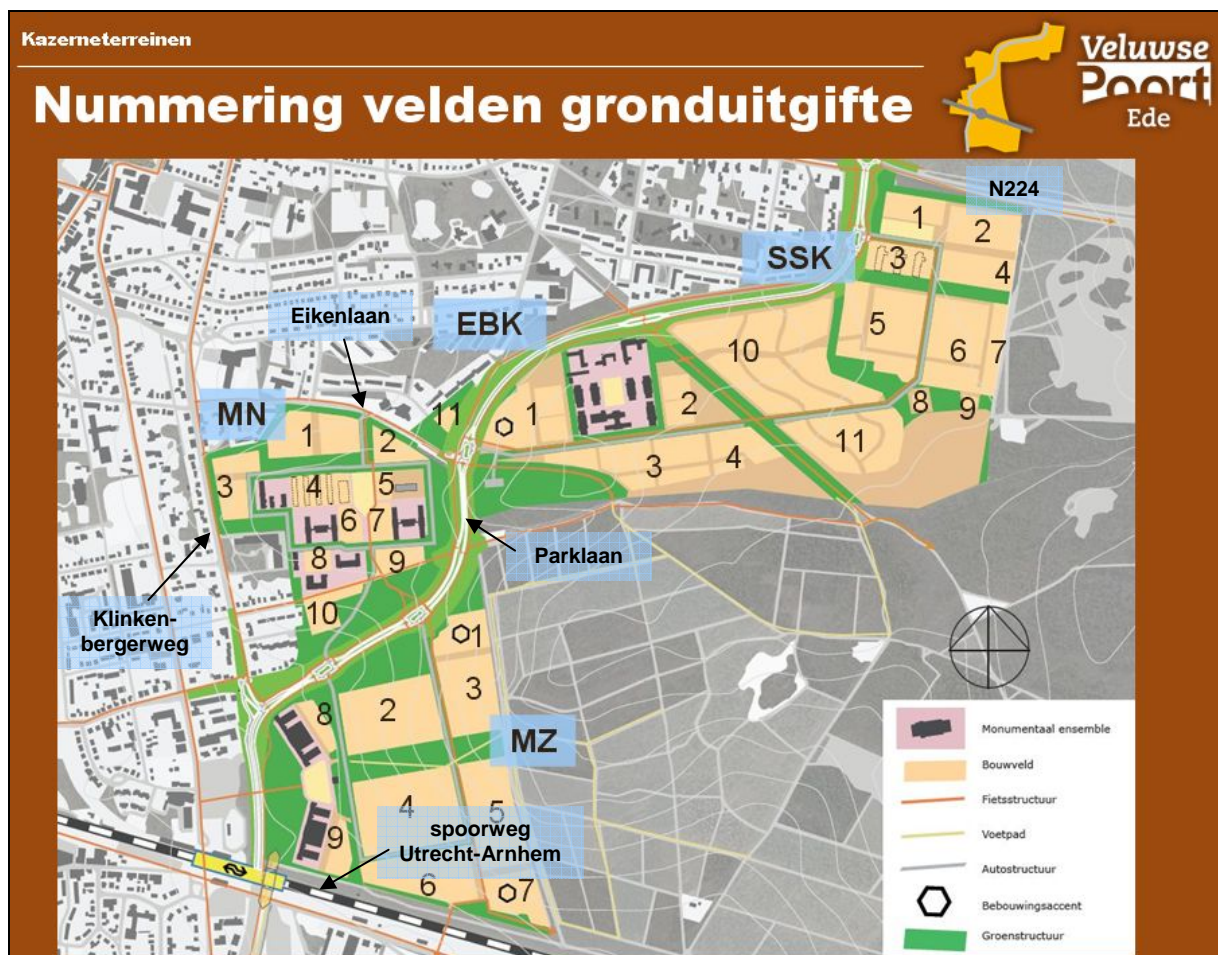 Kazerneterreinen
Nummering velden gronduitgifte
Veluwse
Poort
Ede
N224
1
2
SSK
3
4
Eikenlaan
EBK
5
10
6
7
MN
11
1
2
8
9
1
2
11
3
4
3
4
5
6
7
8
9
Parklaan
Klinken-
bergerweg
10
1
3
8
2
MZ
4
5
spoorweg
Utrecht-Arnhem
9
6
7
Monumentaal ensemble
Bouwveld
Fietsstructuur
Voetpad
Autostructuur
Bebouwingsaccent
Groenstructuur